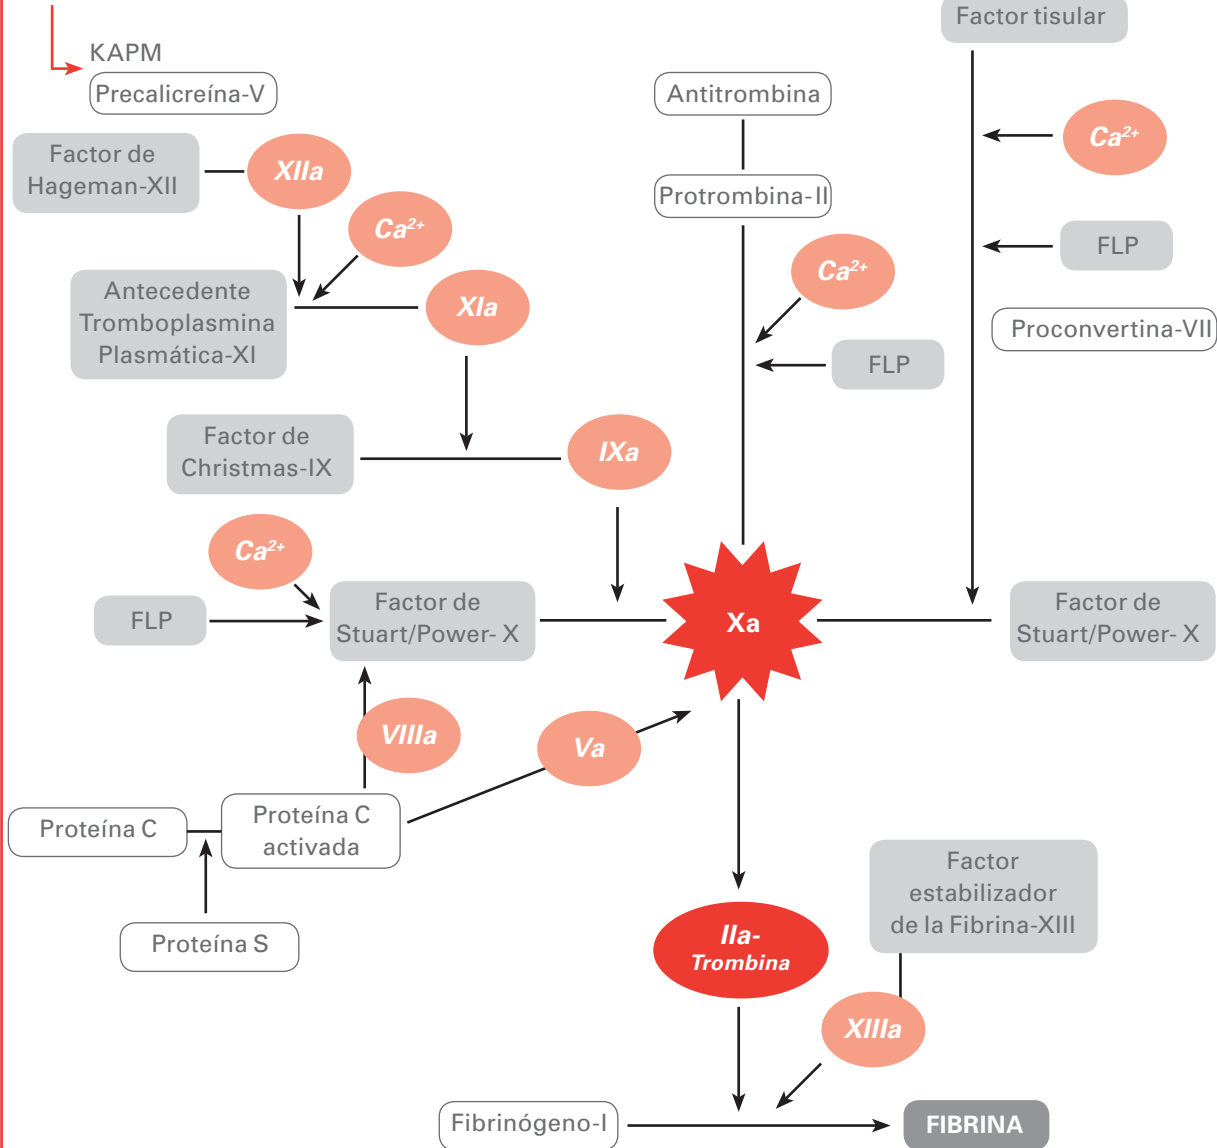 Factor tisular
KAPM
Precalicreína-V
Antitrombina
Ca2+
Factor de
Hageman-XII
XIIa
Protrombina-II
Ca2+
FLP
Ca2+
Antecedente
Tromboplasmina
Plasmática-XI
XIa
Proconvertina-VII
FLP
Factor de
Christmas-IX
IXa
Ca2+
FLP
Factor de
Stuart/Power- X
Xa
Factor de
Stuart/Power- X
VIIIa
Va
Proteína C
Proteína C
activada
Proteína S
Factor
estabilizador
de la Fibrina-XIII
IIa-
Trombina
XIIIa
Fibrinógeno-I
FIBRINA